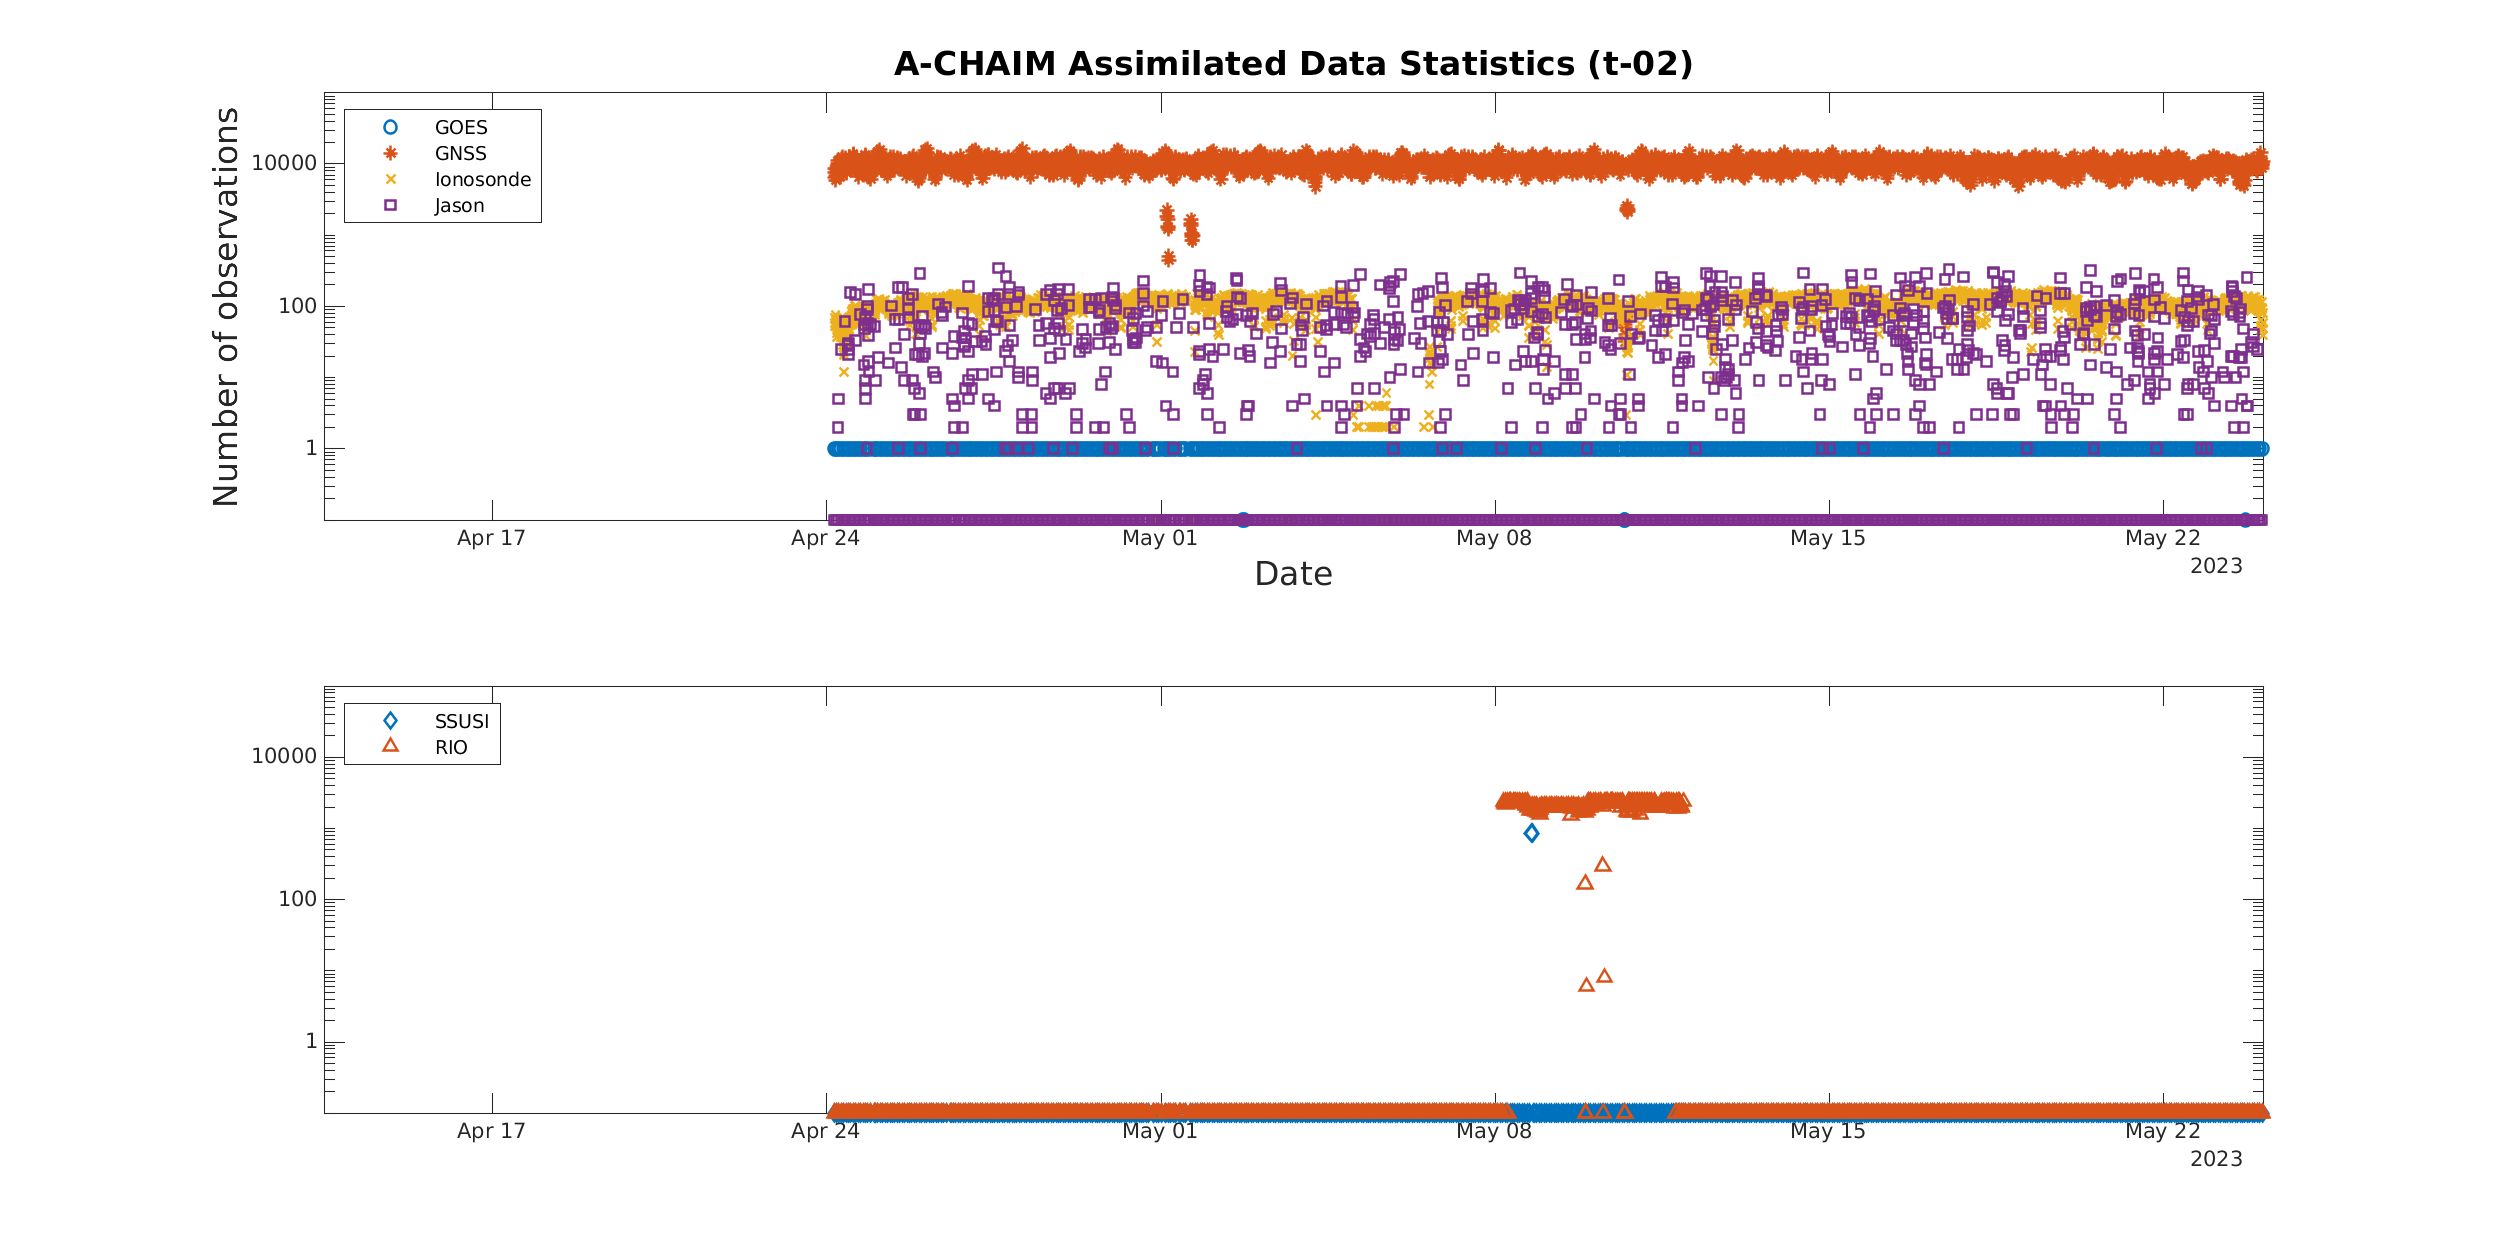 A-CHAIM Assimilated Data Statistics (t-02)
Number of observations
10000
100
1
GOES
GNSS
Ionosonde
Jason
Apr 17 Apr 24 May 01 May 08 May 15 May 22
2023
Date
10000
100
1
SSUSI
RIO
Apr 17 Apr 24 May 01 May 08 May 15 May 22
2023